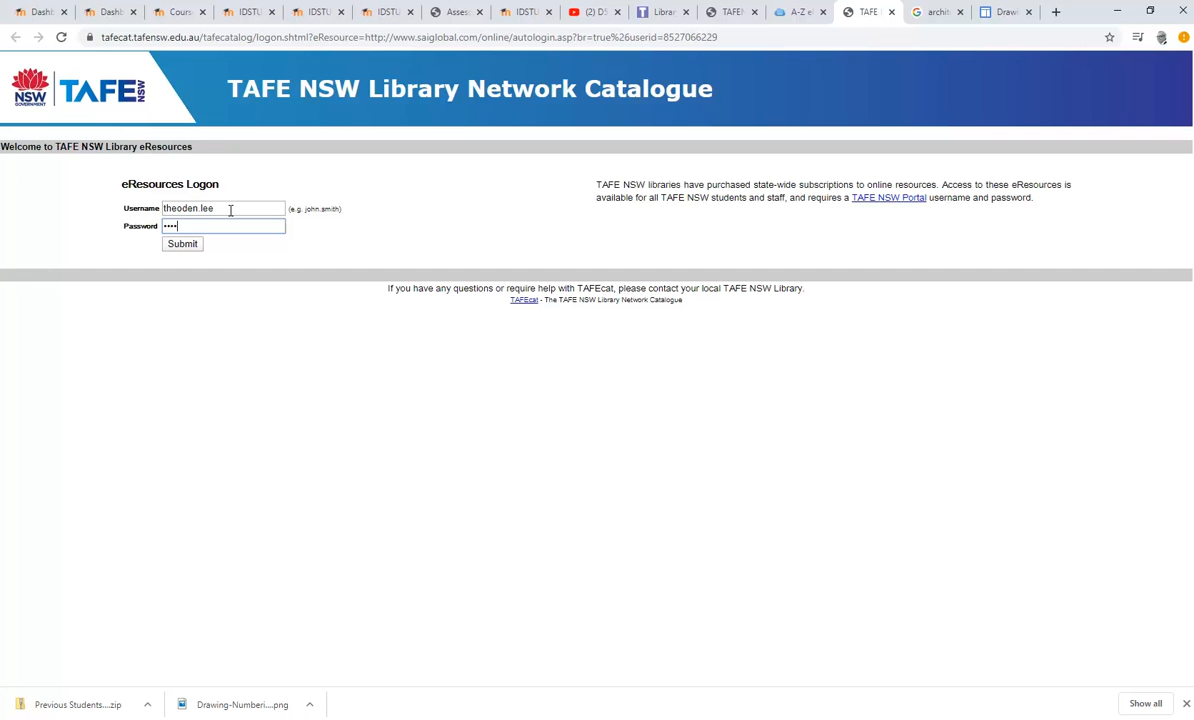 Dashb
Dashb
Cours
IDSTU
IDSTU
IDSTU
Assess
IDSTU
(2) DS
Librar
TAFEN
A-Z e
TAFE
archite
Drawi
tafecat.tafensw.edu.au/tafecatalog/logon.shtml?eResource=http://www.saiglobal.com/online/autologin.asp?br=true%26userid=8527066229
NSW
GOVERNMENT
TAFE NSW
TAFE NSW Library Network Catalogue
Welcome to TAFE NSW Library eResources
eResources Logon
Username theoden.lee (e.g. john.smith)
Password ••••
Submit
TAFE NSW libraries have purchased state-wide subscriptions to online resources. Access to these eResources is
available for all TAFE NSW students and staff, and requires a TAFE NSW Portal username and password.
If you have any questions or require help with TAFEcat, please contact your local TAFE NSW Library.
TAFEcat - The TAFE NSW Library Network Catalogue
Previous Students....zip
Drawing-Numberi....png
Show all